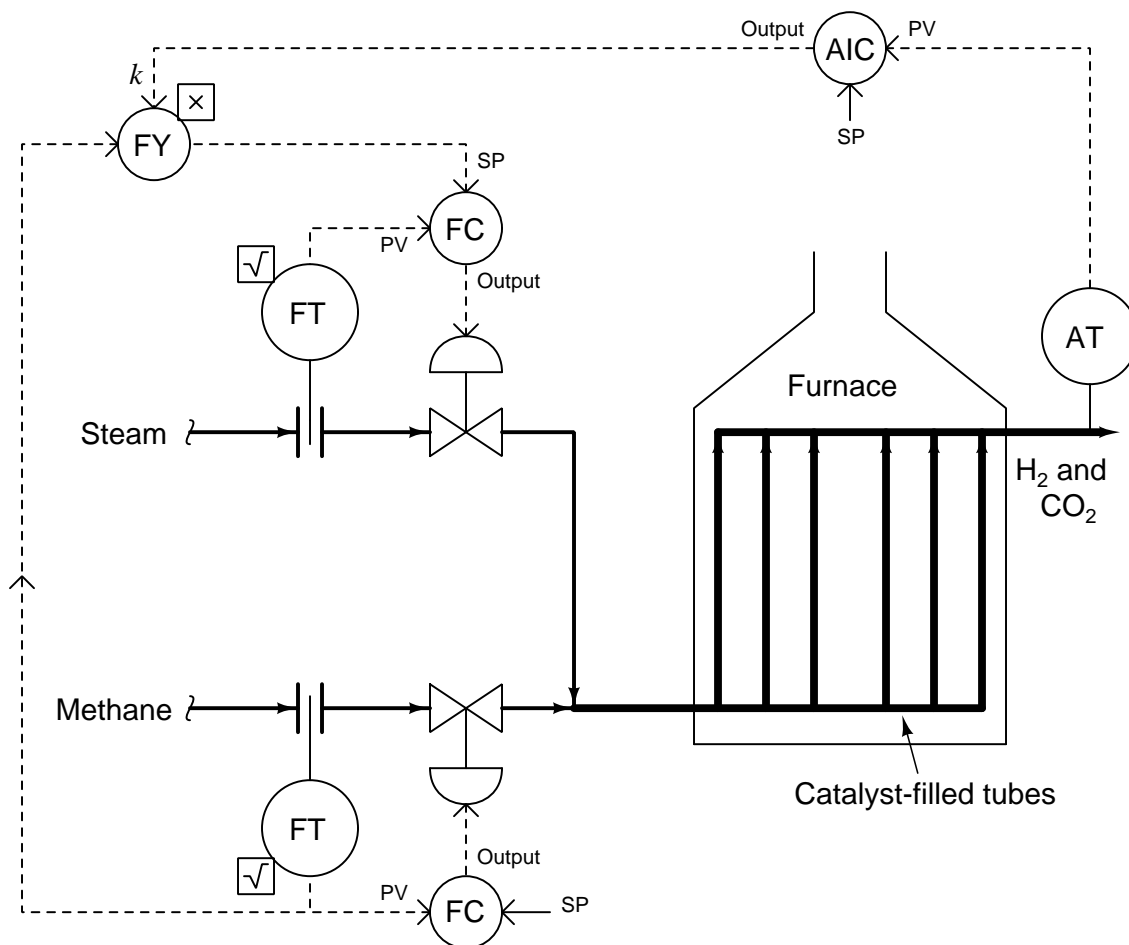 Output
AIC
PV
k
×
FY
SP
SP
FC
PV
√
FT
Output
AT
Furnace
Steam
H₂ and
CO₂
Methane
Catalyst-filled tubes
FT
√
Output
PV
FC
SP